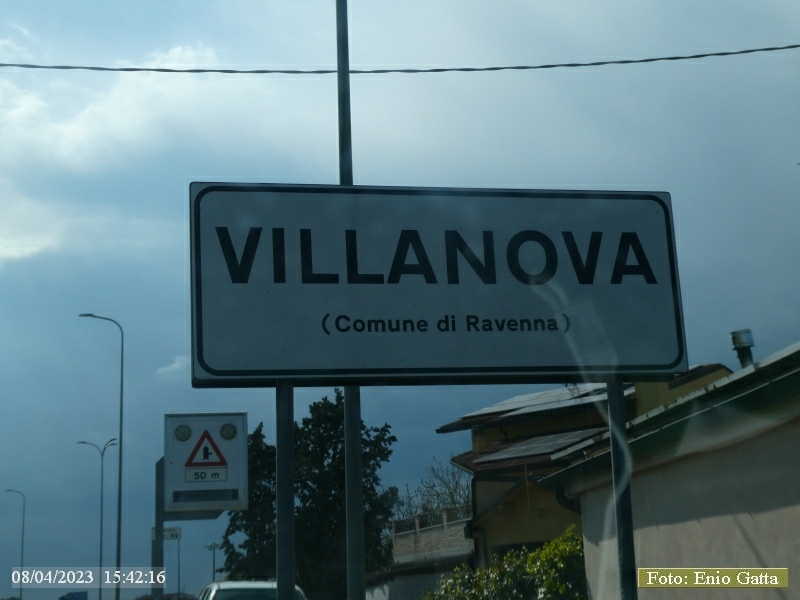 VILLANOVA
(Comune di Ravenna)
50 m
08/04/2023 15:42:16
Foto: Enio Gatta